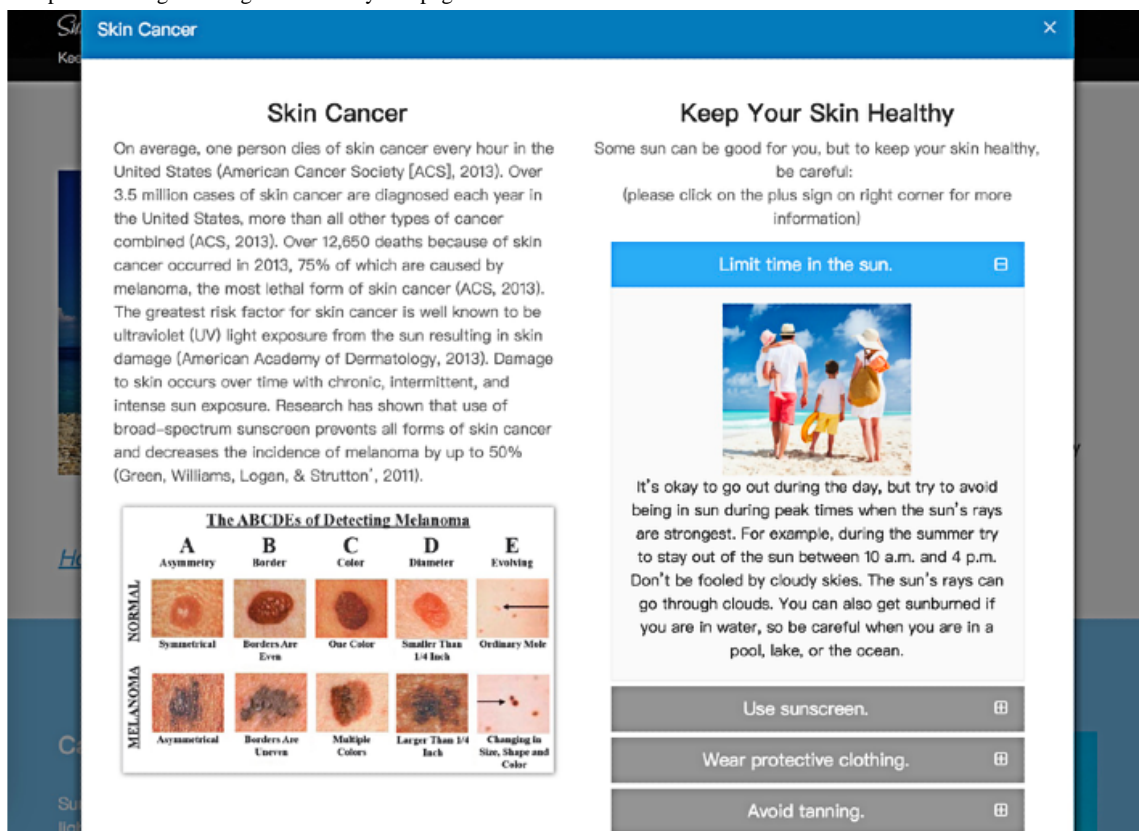 Skin Cancer
×
Skin Cancer
On average, one person dies of skin cancer every hour in the
United States (American Cancer Society [ACS], 2013). Over
3.5 million cases of skin cancer are diagnosed each year in
the United States, more than all other types of cancer
combined (ACS, 2013). Over 12,650 deaths because of skin
cancer occurred in 2013, 75% of which are caused by
melanoma, the most lethal form of skin cancer (ACS, 2013).
The greatest risk factor for skin cancer is well known to be
ultraviolet (UV) light exposure from the sun resulting in skin
damage (American Academy of Dermatology, 2013). Damage
to skin occurs over time with chronic, intermittent, and
intense sun exposure. Research has shown that use of
broad-spectrum sunscreen prevents all forms of skin cancer
and decreases the incidence of melanoma by up to 50%
(Green, Williams, Logan, & Strutton', 2011).
The ABCDEs of Detecting Melanoma
A B C D E
Asymmetry Border Color Diameter Evolving
NORMAL
Symmetrical Borders Are Even One Color Smaller Than 1/4 Inch Ordinary Mole
MELANOMA
Asymmetrical Borders Are Uneven Multiple Colors Larger Than 1/4 Inch Changing in Size, Shape and Color
Keep Your Skin Healthy
Some sun can be good for you, but to keep your skin healthy,
be careful:
(please click on the plus sign on right corner for more
information)
Limit time in the sun.
It's okay to go out during the day, but try to avoid
being in sun during peak times when the sun's rays
are strongest. For example, during the summer try
to stay out of the sun between 10 a.m. and 4 p.m.
Don't be fooled by cloudy skies. The sun's rays can
go through clouds. You can also get sunburned if
you are in water, so be careful when you are in a
pool, lake, or the ocean.
Use sunscreen.
Wear protective clothing.
Avoid tanning.